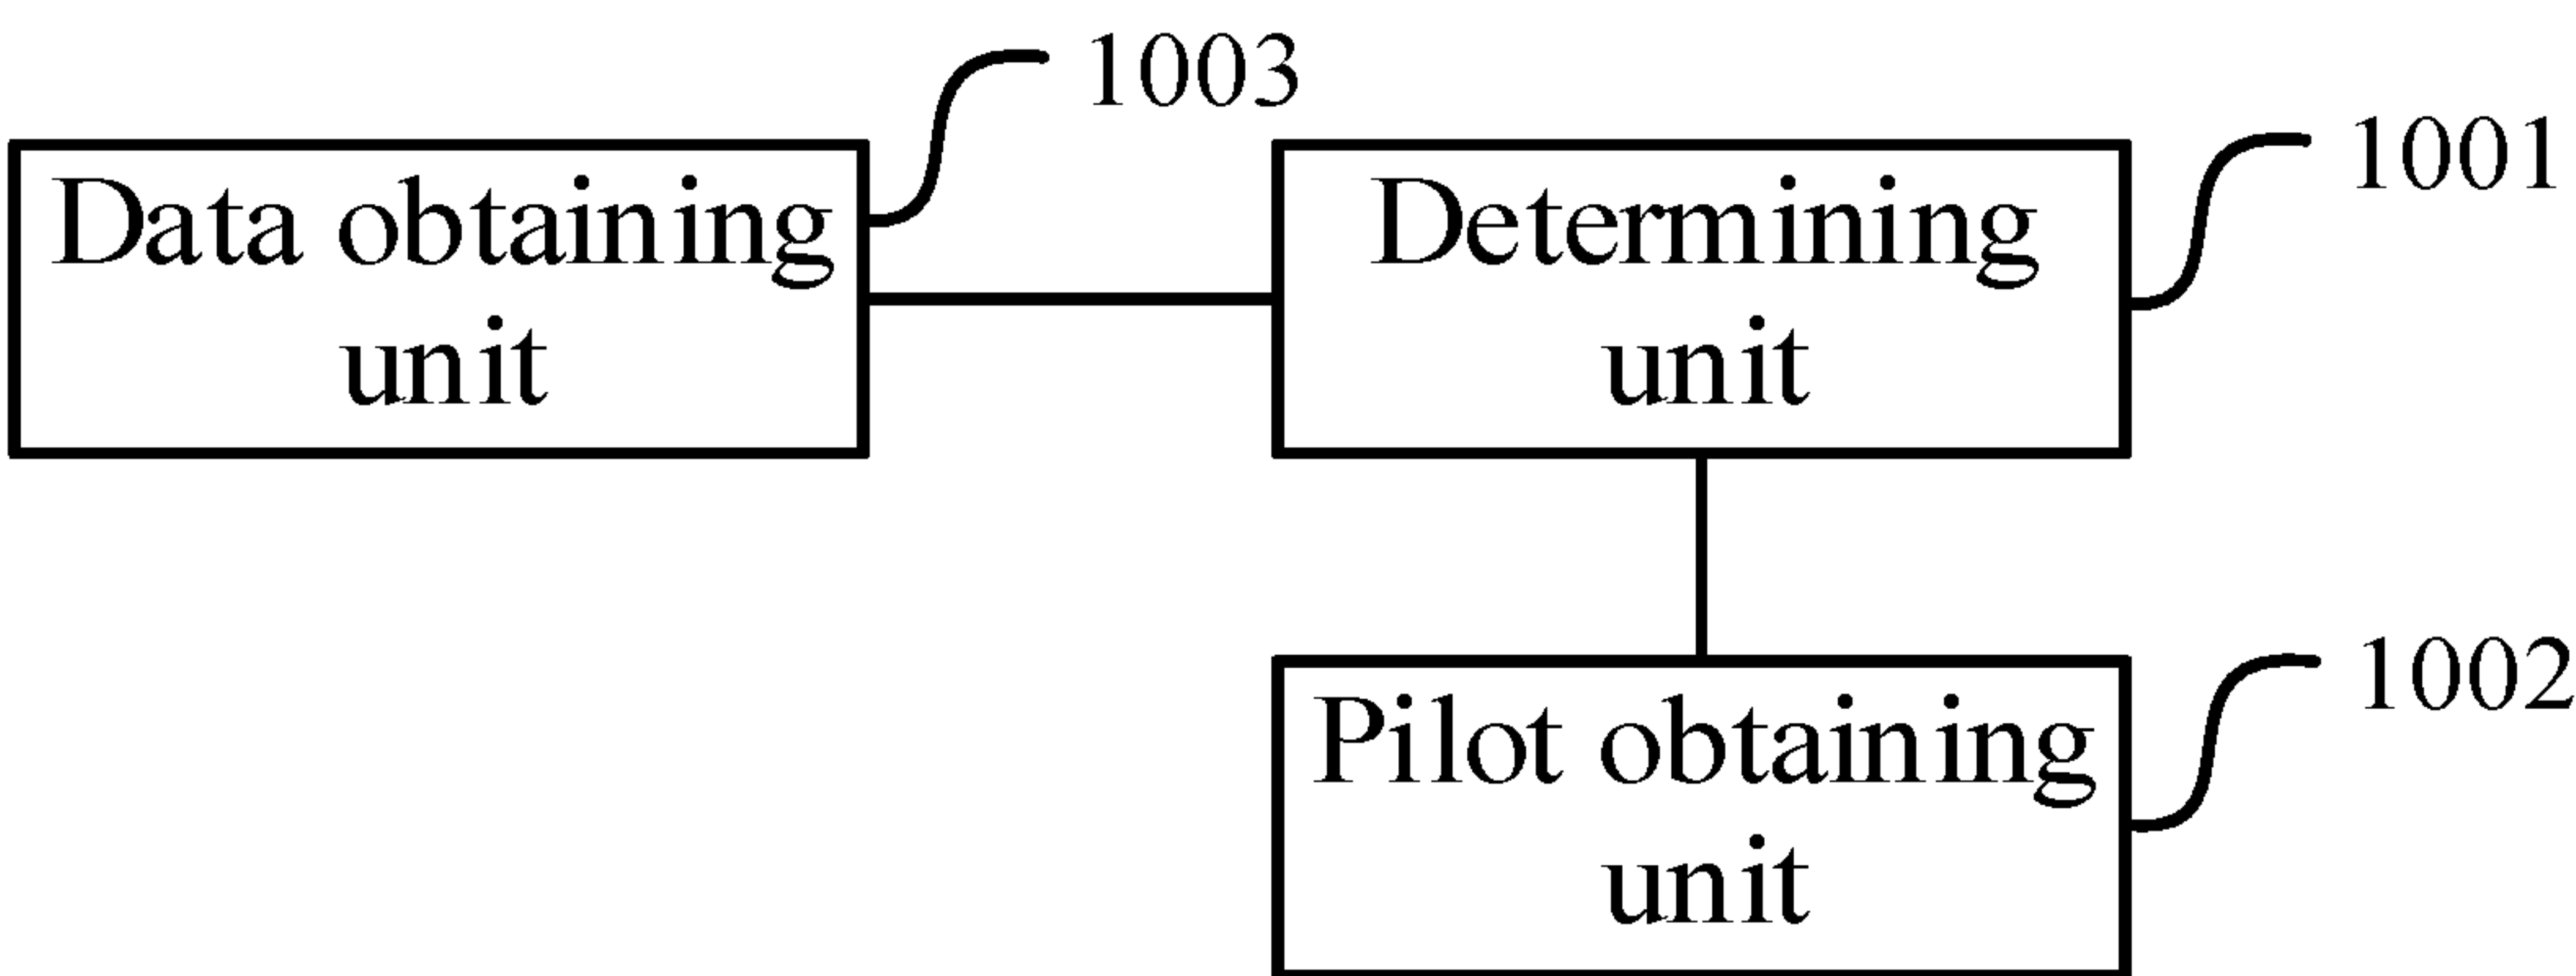 1003
Data obtaining
unit
1001
Determining
unit
1002
Pilot obtaining
unit